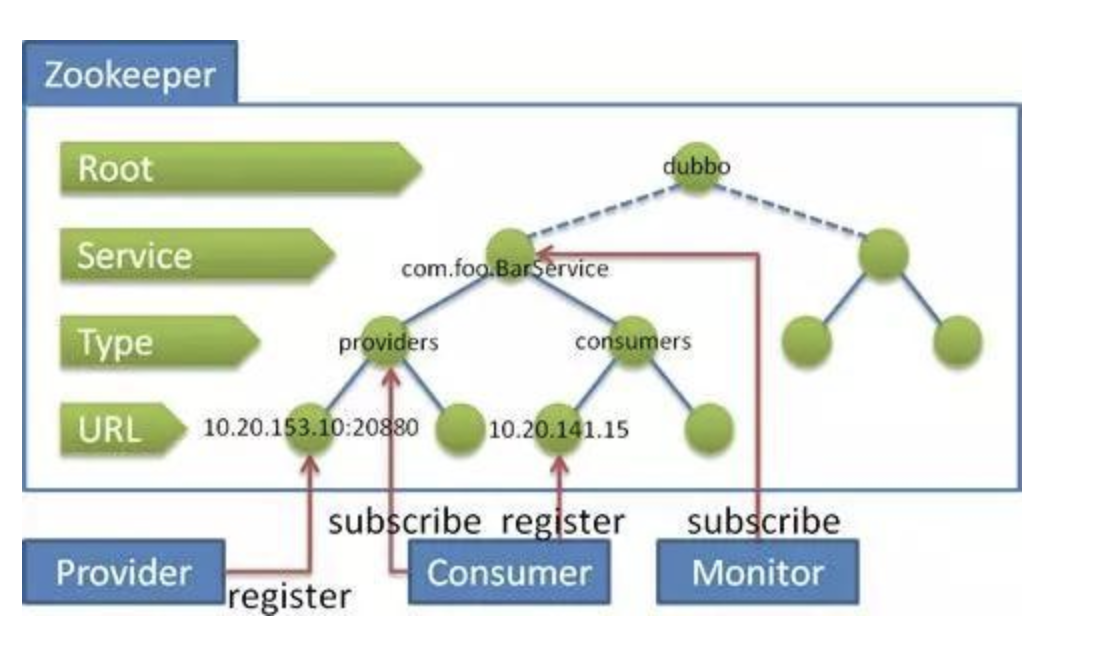 Zookeeper
Root
dubbo
Service
com.foo.BarService
Type
providers
consumers
URL
10.20.153.10:20880
10.20.141.15
subscribe
register
subscribe
Provider
Consumer
Monitor
register